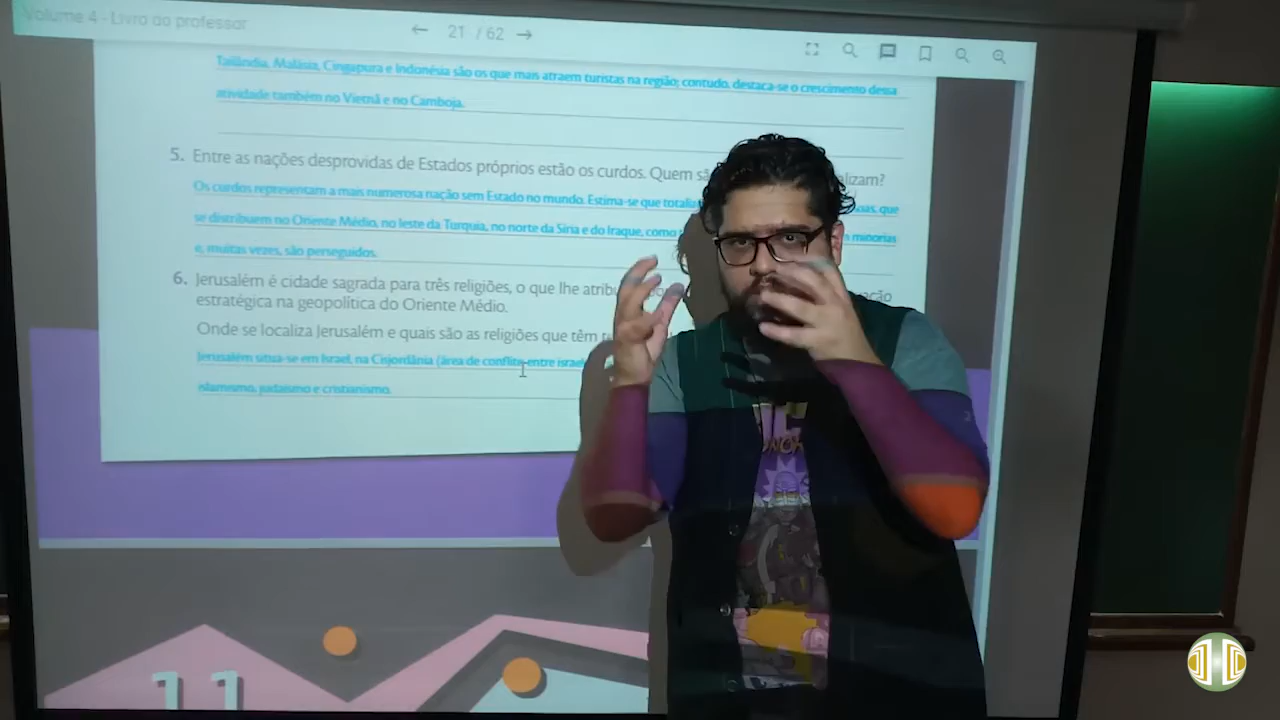 Volume 4 - Livro do professor
21 / 62
Tailândia, Malásia, Cingapura e Indonésia são os que mais atraem turistas na região; contudo, destaca-se o crescimento dessa
atividade também no Vietnã e no Camboja.
5. Entre as nações desprovidas de Estados próprios estão os curdos. Quem lizam?
Os curdos representam a mais numerosa nação sem Estado no mundo. Estima-se que que
se distribuem no Oriente Médio, no leste da Turquia, no norte da Síria e do Iraque, como minorias
e, muitas vezes, são perseguidos.
6. Jerusalém é cidade sagrada para três religiões, o que lhe
estratégica na geopolítica do Oriente Médio.
Onde se localiza Jerusalém e quais são as religiões que têm
Jerusalém situa-se em Israel, na Cisjordânia (área de conflito entre
islamismo, judaísmo e cristianismo.
11